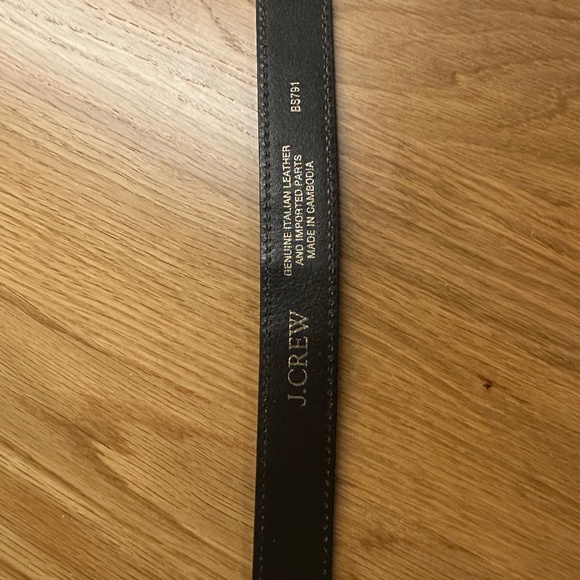 J.CREW
GENUINE ITALIAN LEATHER
AND IMPORTED PARTS
MADE IN CAMBODIA
BS791